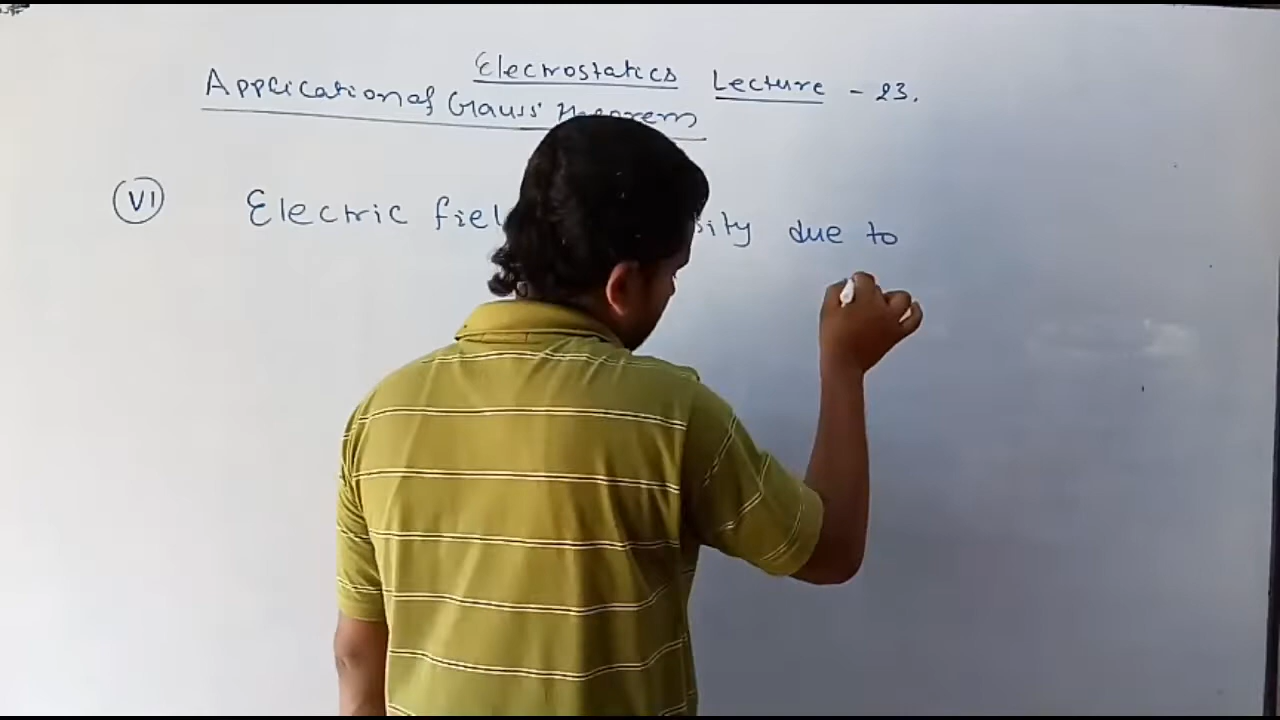 Electrostatics Lecture - 23.
Application of Gauss' Theorem
VI Electric fiel sity due to